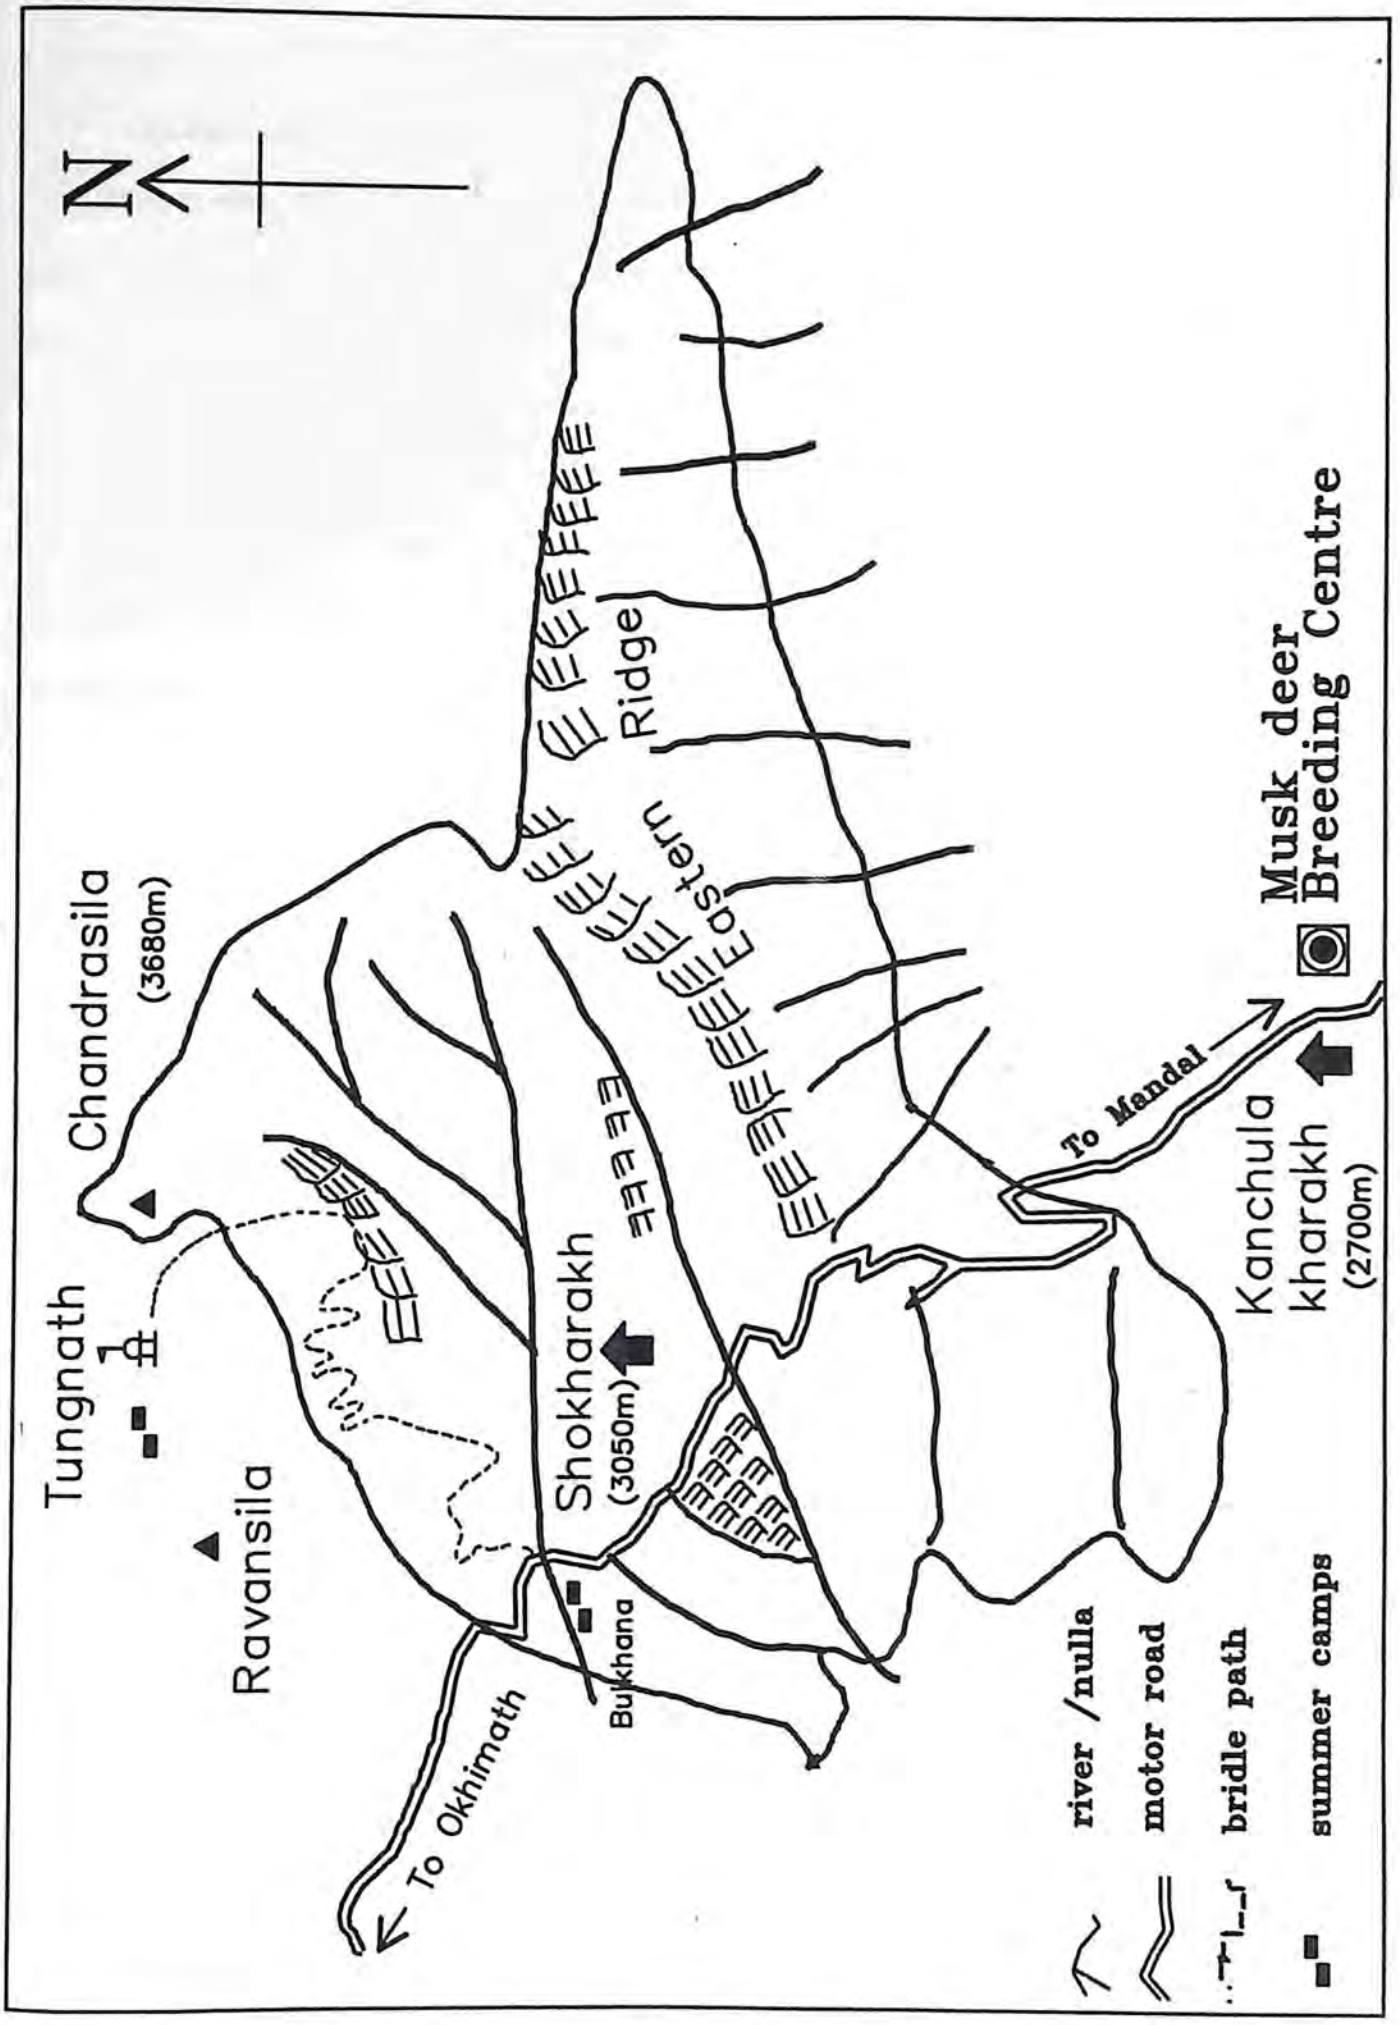 N
Chandrasila
(3680m)
Tungnath
Ravansila
Eastern Ridge
Shokharakh
(3050m)
Bukhana
To Okhimath
To Mandal
Musk deer
Breeding Centre
Kanchula
kharakh
(2700m)
river /nulla
motor road
bridle path
summer camps